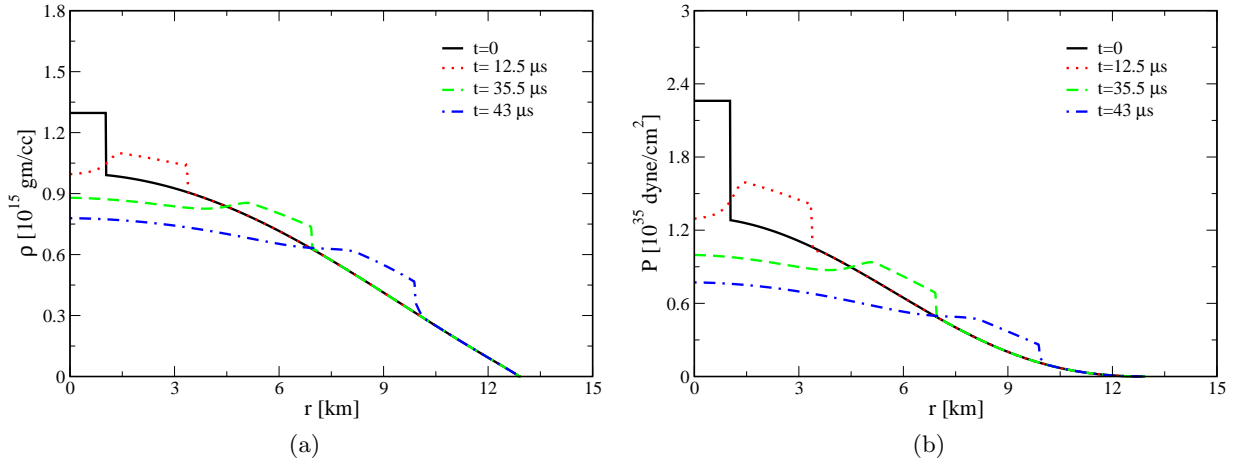 1.8
1.5
1.2
0.9
0.6
0.3
0
ρ [10^15 gm/cc]
0 3 6 9 12 15
r [km]
t=0
t= 12.5 μs
t= 35.5 μs
t= 43 μs
(a)
3
2.4
1.8
1.2
0.6
0
P [10^35 dyne/cm^2]
0 3 6 9 12 15
r [km]
t=0
t=12.5 μs
t=35.5 μs
t= 43 μs
(b)